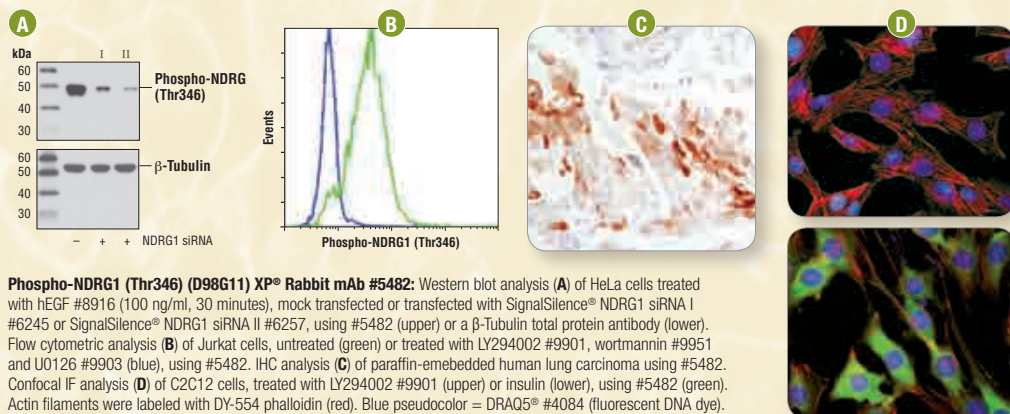 A
B
C
D
kDa
I II
60
50
40
30
Phospho-NDRG
(Thr346)
60
50
40
30
β-Tubulin
– + + NDRG1 siRNA
Events
Phospho-NDRG1 (Thr346)
Phospho-NDRG1 (Thr346) (D98G11) XP® Rabbit mAb #5482: Western blot analysis (A) of HeLa cells treated
with hEGF #8916 (100 ng/ml, 30 minutes), mock transfected or transfected with SignalSilence® NDRG1 siRNA I
#6245 or SignalSilence® NDRG1 siRNA II #6257, using #5482 (upper) or a β-Tubulin total protein antibody (lower).
Flow cytometric analysis (B) of Jurkat cells, untreated (green) or treated with LY294002 #9901, wortmannin #9951
and U0126 #9903 (blue), using #5482. IHC analysis (C) of paraffin-emebedded human lung carcinoma using #5482.
Confocal IF analysis (D) of C2C12 cells, treated with LY294002 #9901 (upper) or insulin (lower), using #5482 (green).
Actin filaments were labeled with DY-554 phalloidin (red). Blue pseudocolor = DRAQ5® #4084 (fluorescent DNA dye).